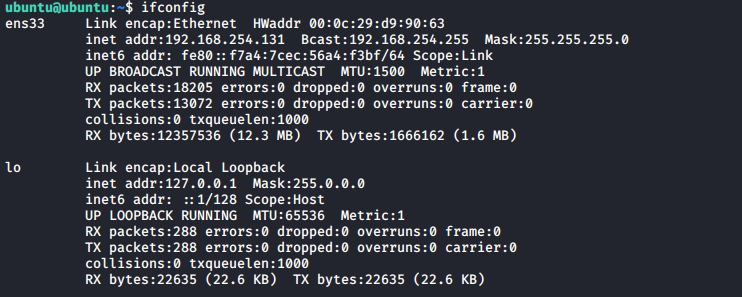 ubuntu@ubuntu:~$ ifconfig
ens33     Link encap:Ethernet  HWaddr 00:0c:29:d9:90:63
          inet addr:192.168.254.131  Bcast:192.168.254.255  Mask:255.255.255.0
          inet6 addr: fe80::f7a4:7cec:56a4:f3bf/64 Scope:Link
          UP BROADCAST RUNNING MULTICAST  MTU:1500  Metric:1
          RX packets:18205 errors:0 dropped:0 overruns:0 frame:0
          TX packets:13072 errors:0 dropped:0 overruns:0 carrier:0
          collisions:0 txqueuelen:1000
          RX bytes:12357536 (12.3 MB)  TX bytes:1666162 (1.6 MB)

lo        Link encap:Local Loopback
          inet addr:127.0.0.1  Mask:255.0.0.0
          inet6 addr: ::1/128 Scope:Host
          UP LOOPBACK RUNNING  MTU:65536  Metric:1
          RX packets:288 errors:0 dropped:0 overruns:0 frame:0
          TX packets:288 errors:0 dropped:0 overruns:0 carrier:0
          collisions:0 txqueuelen:1000
          RX bytes:22635 (22.6 KB)  TX bytes:22635 (22.6 KB)